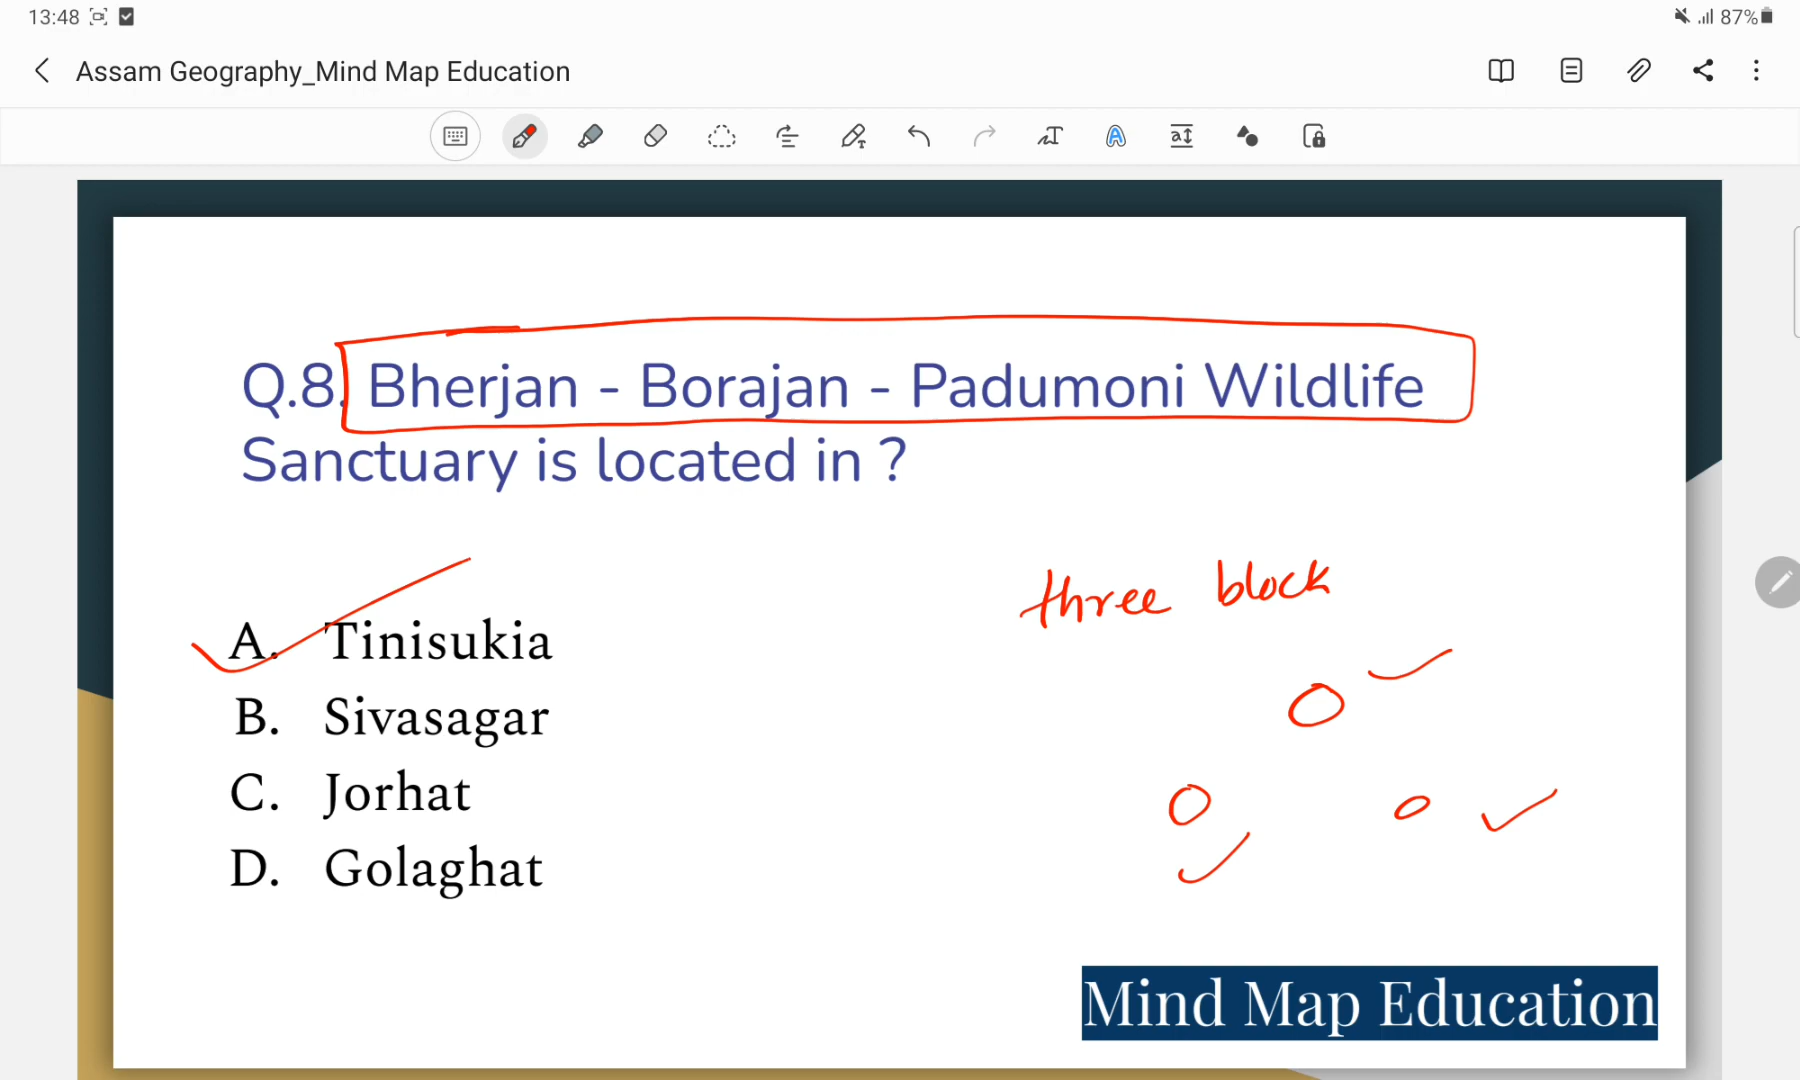 13:48
87%
Assam Geography_Mind Map Education
Q.8. Bherjan - Borajan - Padumoni Wildlife
Sanctuary is located in ?
three block
A. Tinisukia
B. Sivasagar
C. Jorhat
D. Golaghat
Mind Map Education